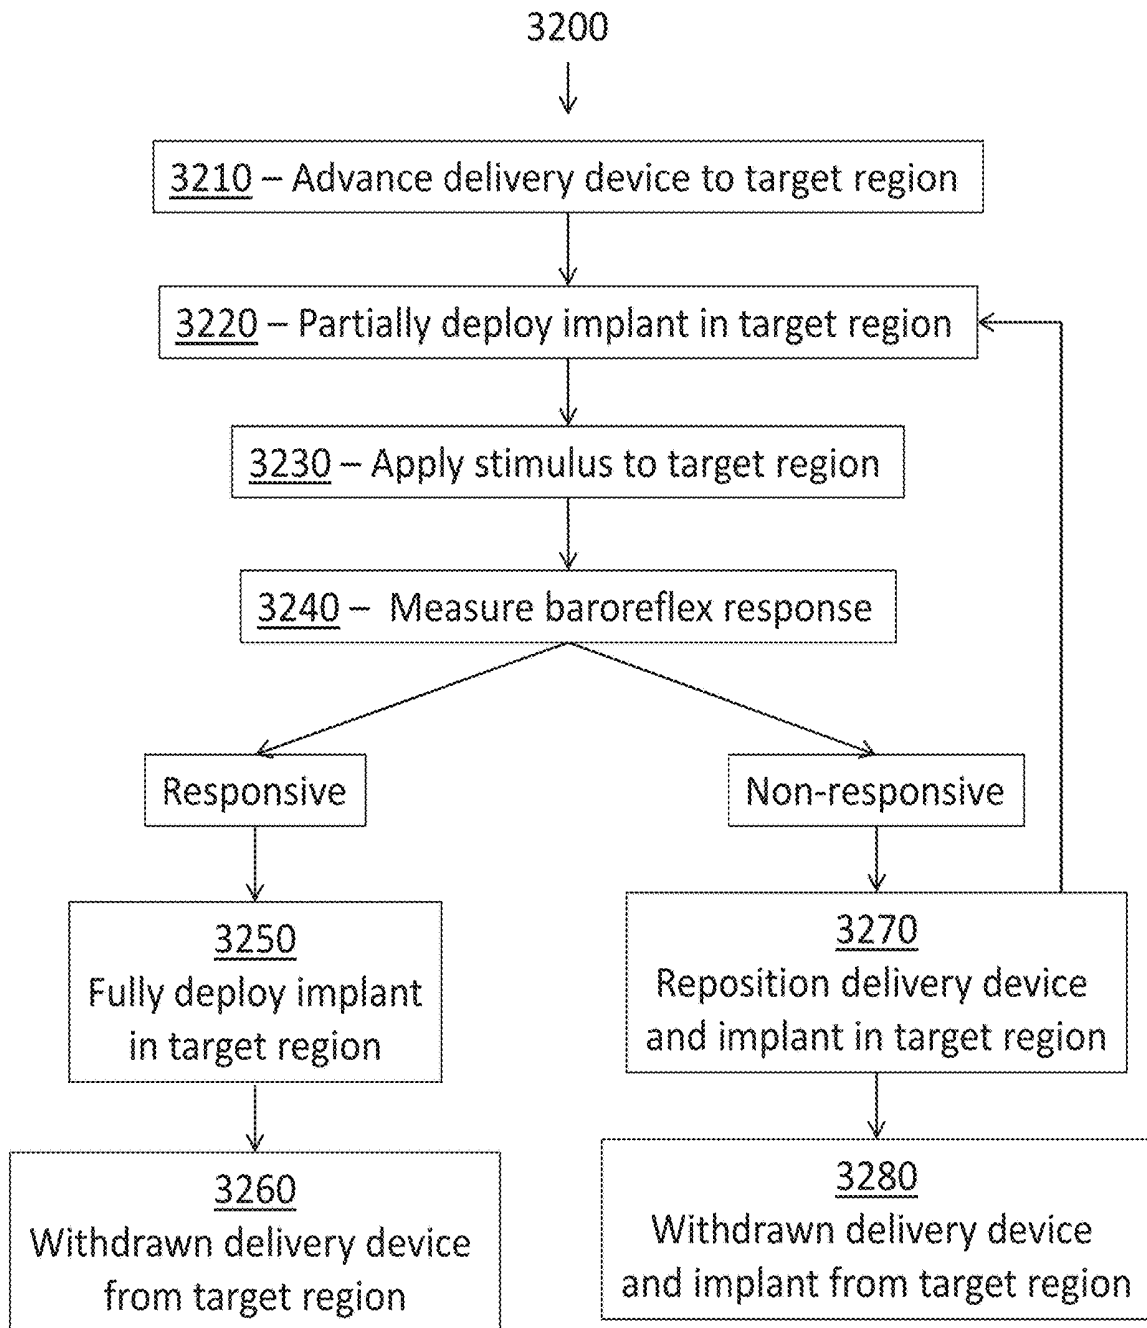 3200
3210 – Advance delivery device to target region
3220 – Partially deploy implant in target region
3230 – Apply stimulus to target region
3240 – Measure baroreflex response
Responsive
Non-responsive
3250
Fully deploy implant
in target region
3270
Reposition delivery device
and implant in target region
3260
Withdrawn delivery device
from target region
3280
Withdrawn delivery device
and implant from target region